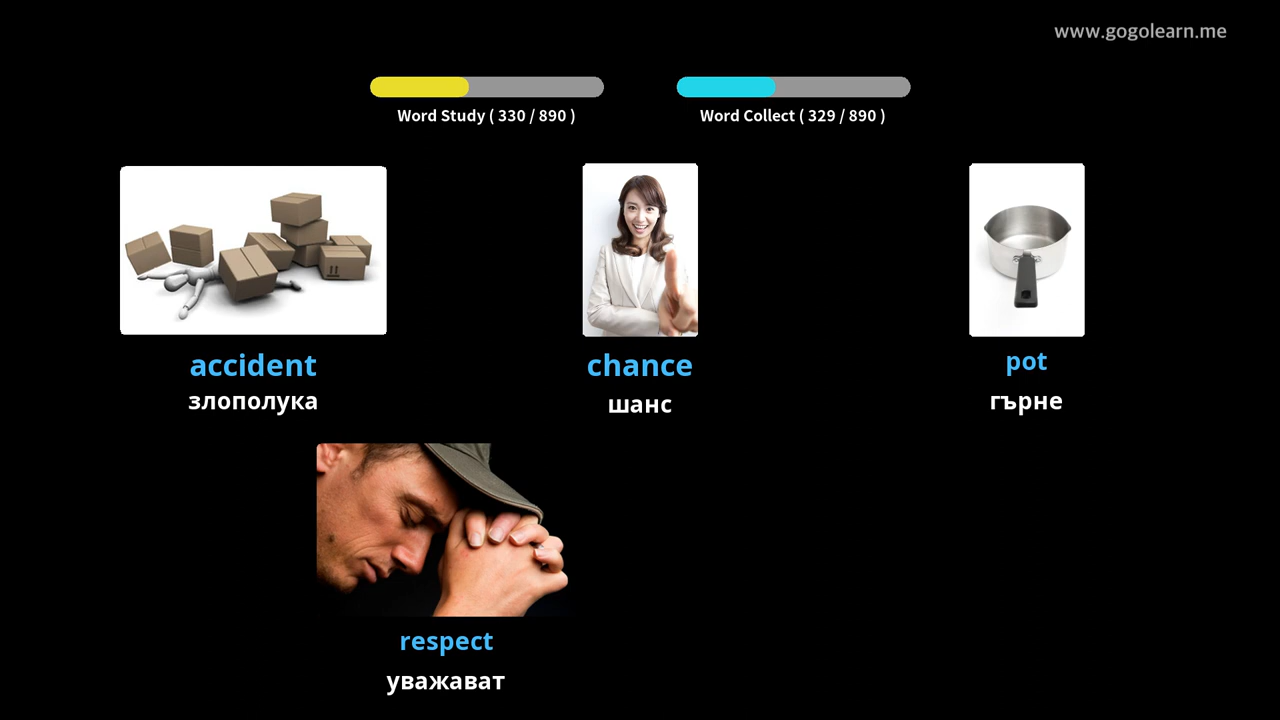 www.gogolearn.me
Word Study ( 330 / 890 )
Word Collect ( 329 / 890 )
accident
злополука
chance
шанс
pot
гърне
respect
уважават